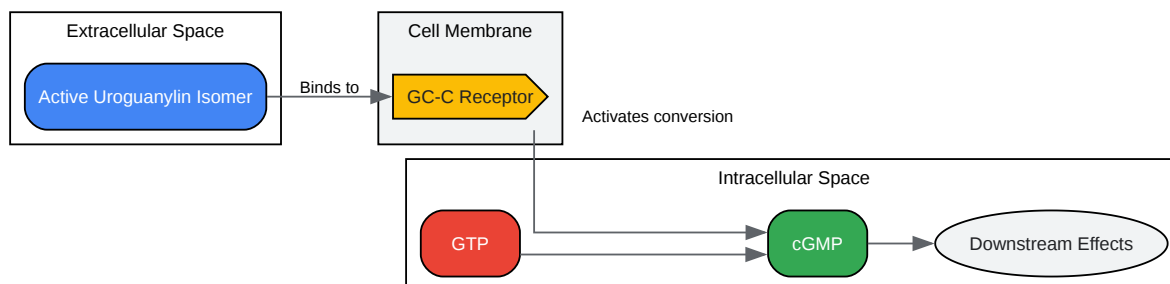 Extracellular Space
Cell Membrane
Active Uroguanylin Isomer
Binds to
GC-C Receptor
Activates conversion
Intracellular Space
GTP
cGMP
Downstream Effects